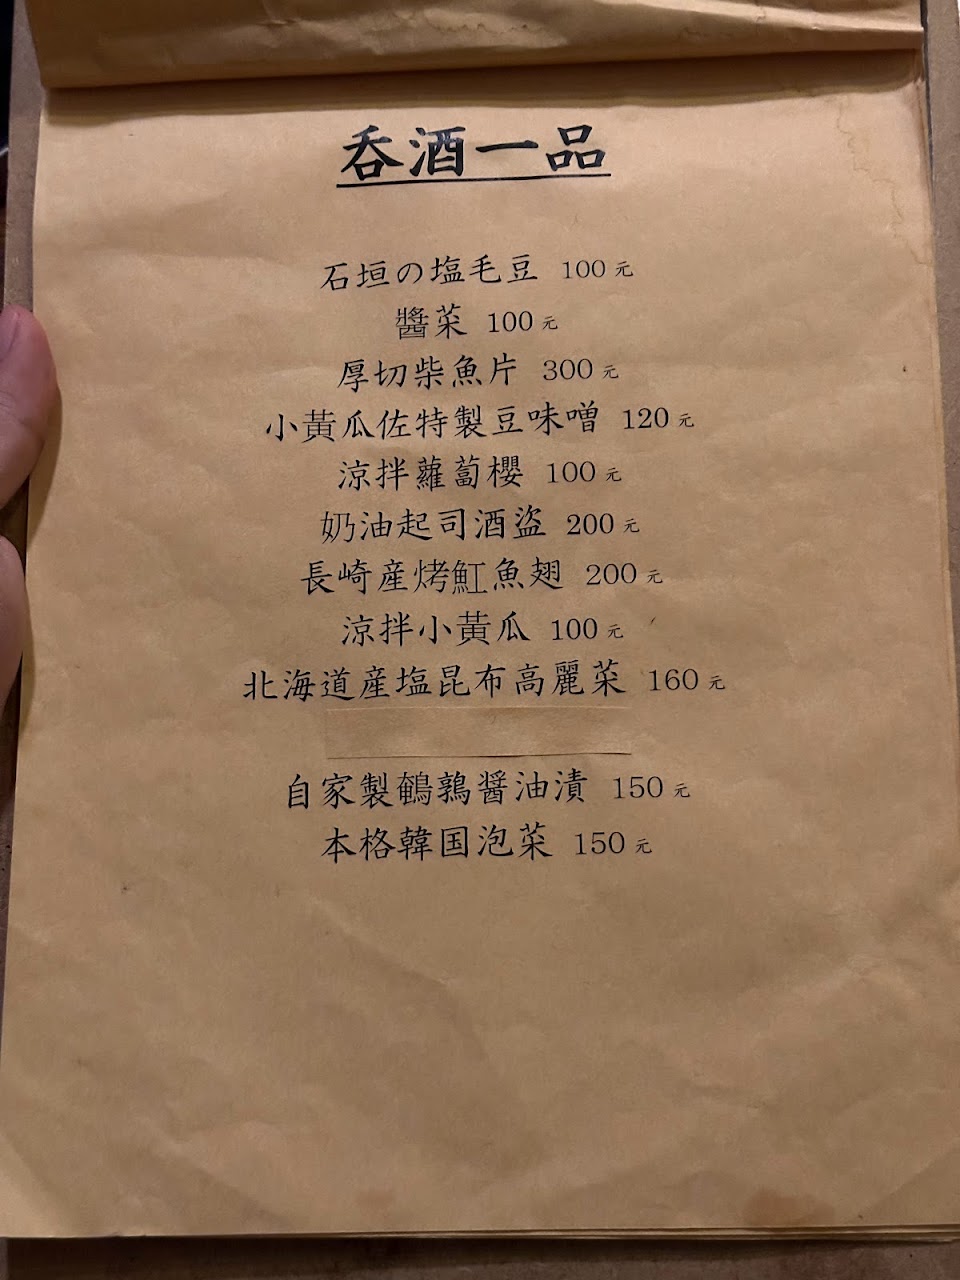 呑酒一品
石垣の塩毛豆 100元
醬菜 100元
厚切柴魚片 300元
小黃瓜佐特製豆味噌 120元
涼拌蘿蔔櫻 100元
奶油起司酒盜 200元
長崎産烤魟魚翅 200元
涼拌小黃瓜 100元
北海道産塩昆布高麗菜 160元
自家製鵪鶉醤油漬 150元
本格韓国泡菜 150元